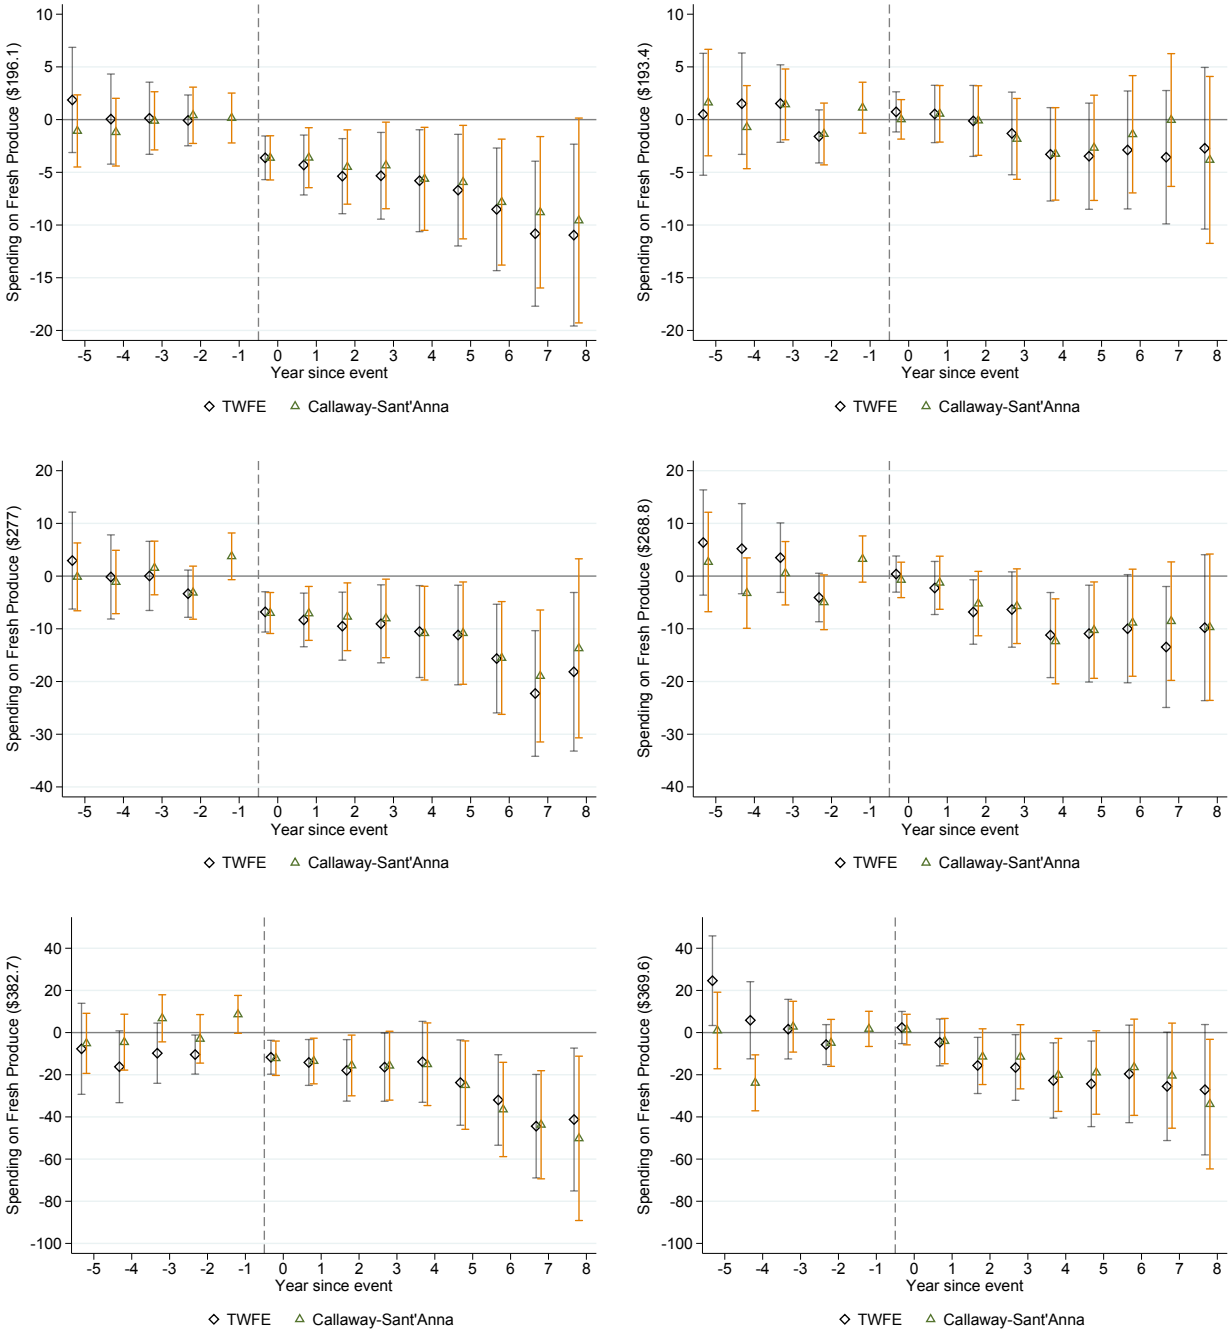 Spending on Fresh Produce ($196.1)
10
5
0
-5
-10
-15
-20
-5 -4 -3 -2 -1 0 1 2 3 4 5 6 7 8
Year since event
TWFE Callaway-Sant'Anna
Spending on Fresh Produce ($193.4)
10
5
0
-5
-10
-15
-20
-5 -4 -3 -2 -1 0 1 2 3 4 5 6 7 8
Year since event
TWFE Callaway-Sant'Anna
Spending on Fresh Produce ($277)
20
10
0
-10
-20
-30
-40
-5 -4 -3 -2 -1 0 1 2 3 4 5 6 7 8
Year since event
TWFE Callaway-Sant'Anna
Spending on Fresh Produce ($268.8)
20
10
0
-10
-20
-30
-40
-5 -4 -3 -2 -1 0 1 2 3 4 5 6 7 8
Year since event
TWFE Callaway-Sant'Anna
Spending on Fresh Produce ($382.7)
40
20
0
-20
-40
-60
-80
-100
-5 -4 -3 -2 -1 0 1 2 3 4 5 6 7 8
Year since event
TWFE Callaway-Sant'Anna
Spending on Fresh Produce ($369.6)
40
20
0
-20
-40
-60
-80
-100
-5 -4 -3 -2 -1 0 1 2 3 4 5 6 7 8
Year since event
TWFE Callaway-Sant'Anna